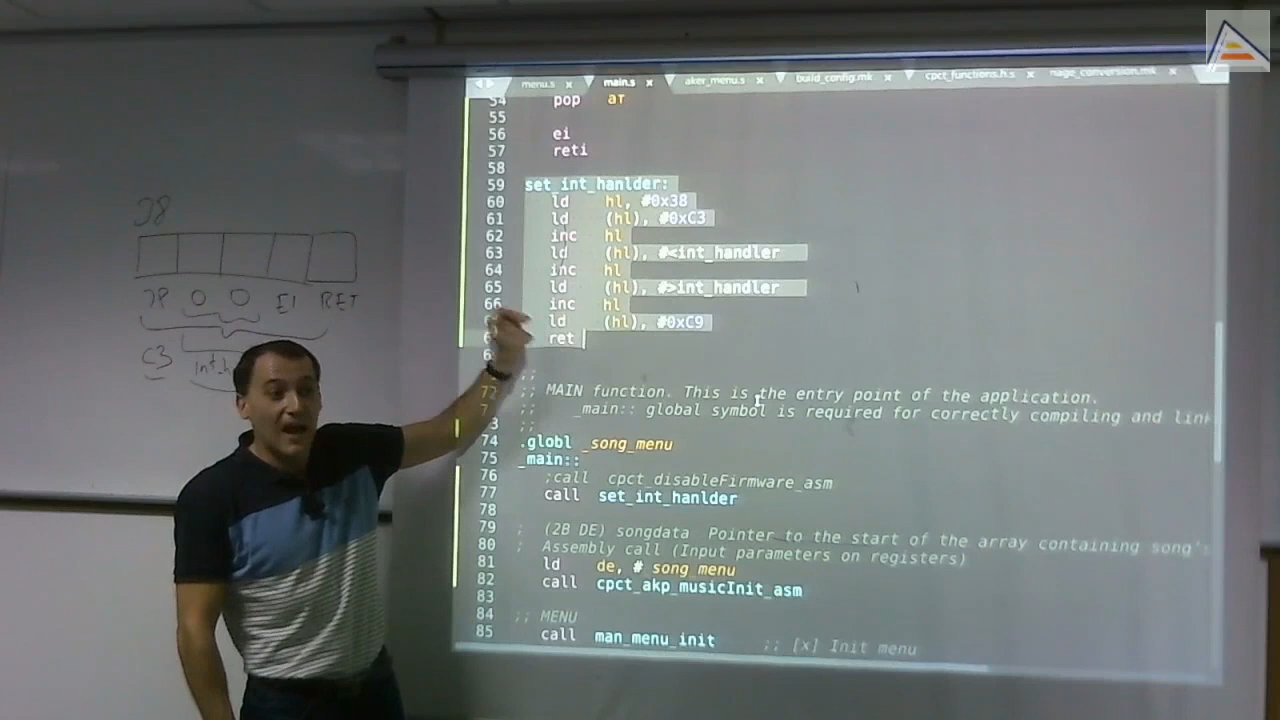 menu.s x main.s x aker_menu.s x build_config.mk x cpct_functions.h.s x
54 pop af
55
56 ei
57 reti
58
59 set_int_hanlder:
60 ld hl, #0x38
61 ld (hl), #0xC3
62 inc hl
63 ld (hl), #<int_handler
64 inc hl
65 ld (hl), #>int_handler
66 inc hl
ld (hl), #0xC9
ret
;;
72 ;; MAIN function. This is the entry point of the application.
;; _main:: global symbol is required for correctly compiling and link
;;
74 .globl _song_menu
75 _main::
76 ;call cpct_disableFirmware_asm
77 call set_int_hanlder
78
79 ; (2B DE) songdata Pointer to the start of the array containing song's
80 ; Assembly call (Input parameters on registers)
81 ld de, #_song_menu
82 call cpct_akp_musicInit_asm
83
84 ;; MENU
85 call man_menu_init ;; [x] Init menu
38
JP 0 0 EI RET
C3